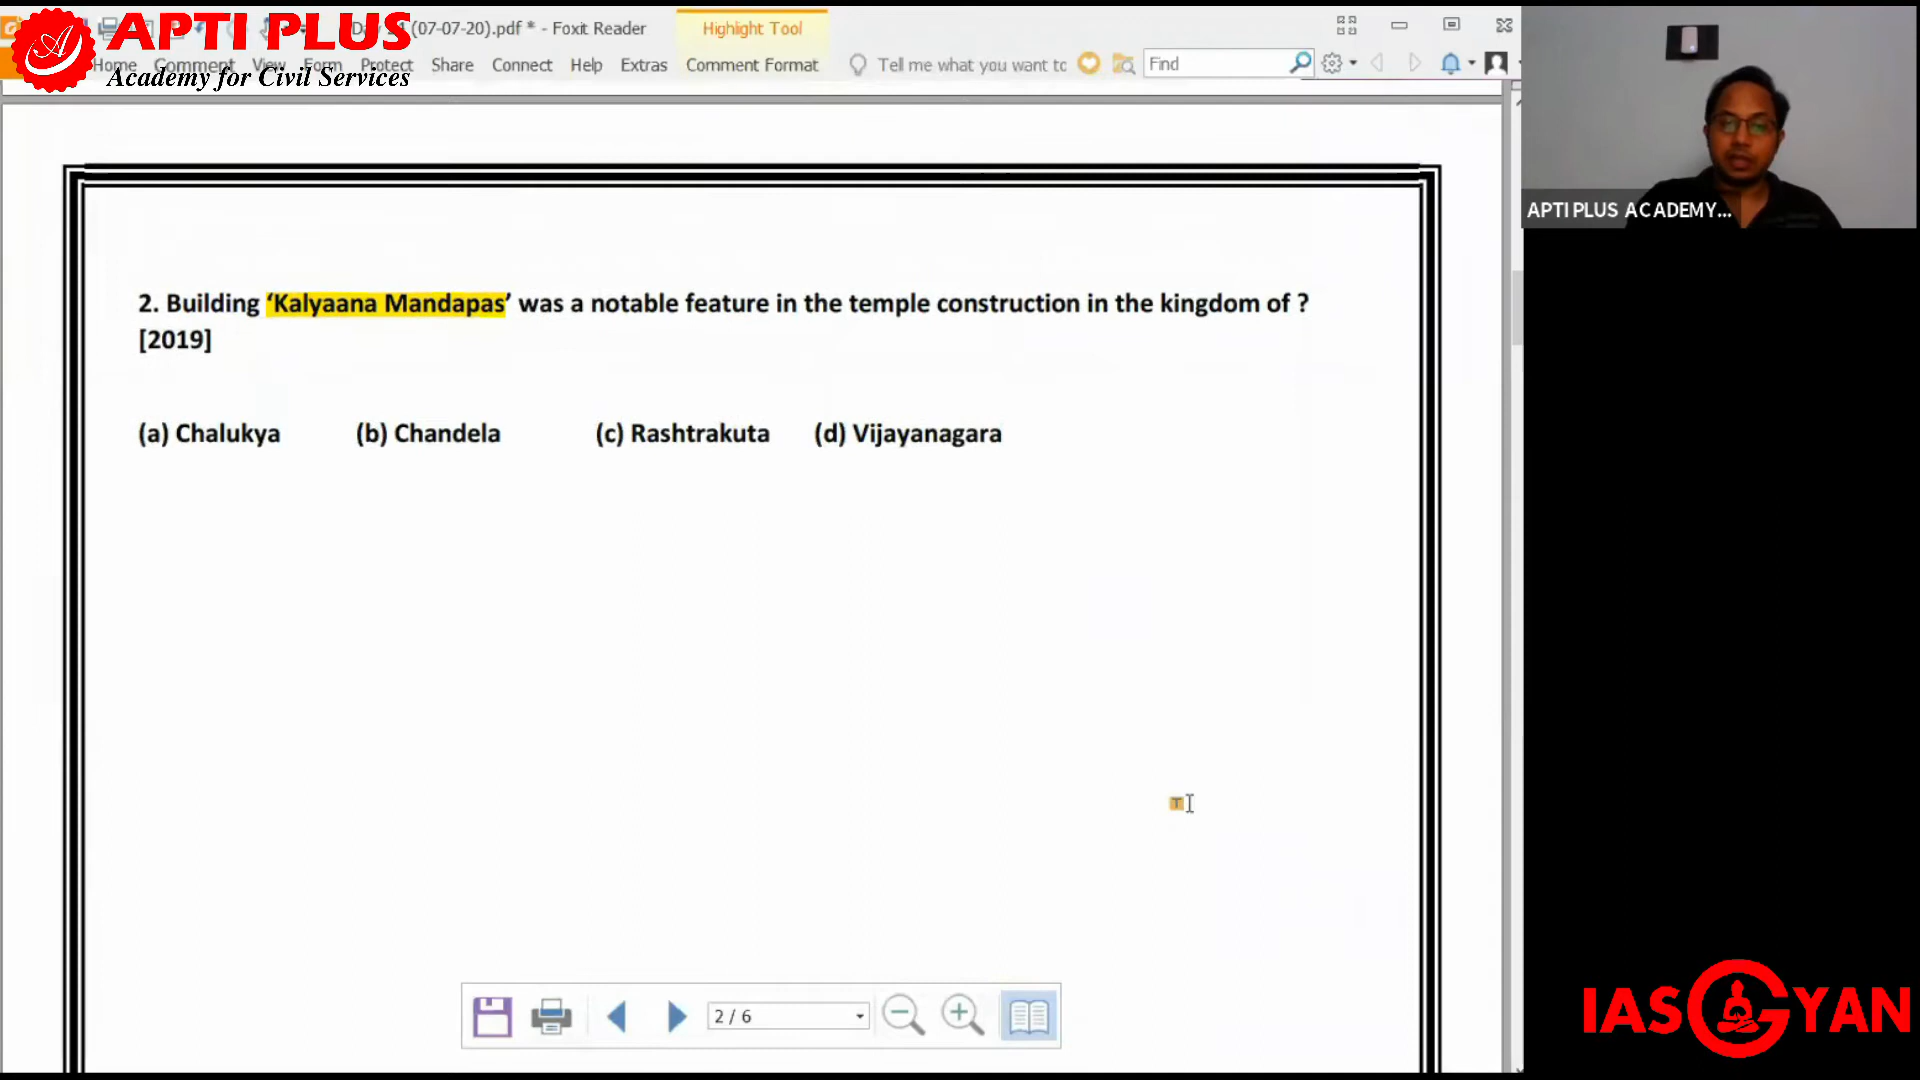 APTI PLUS
Academy for Civil Services
(07-07-20).pdf * - Foxit Reader
Highlight Tool
Home Comment View Form Protect Share Connect Help Extras Comment Format Tell me what you want to Find
APTI PLUS ACADEMY...
2. Building ‘Kalyaana Mandapas’ was a notable feature in the temple construction in the kingdom of ?
[2019]
(a) Chalukya (b) Chandela (c) Rashtrakuta (d) Vijayanagara
2 / 6
IAS GYAN